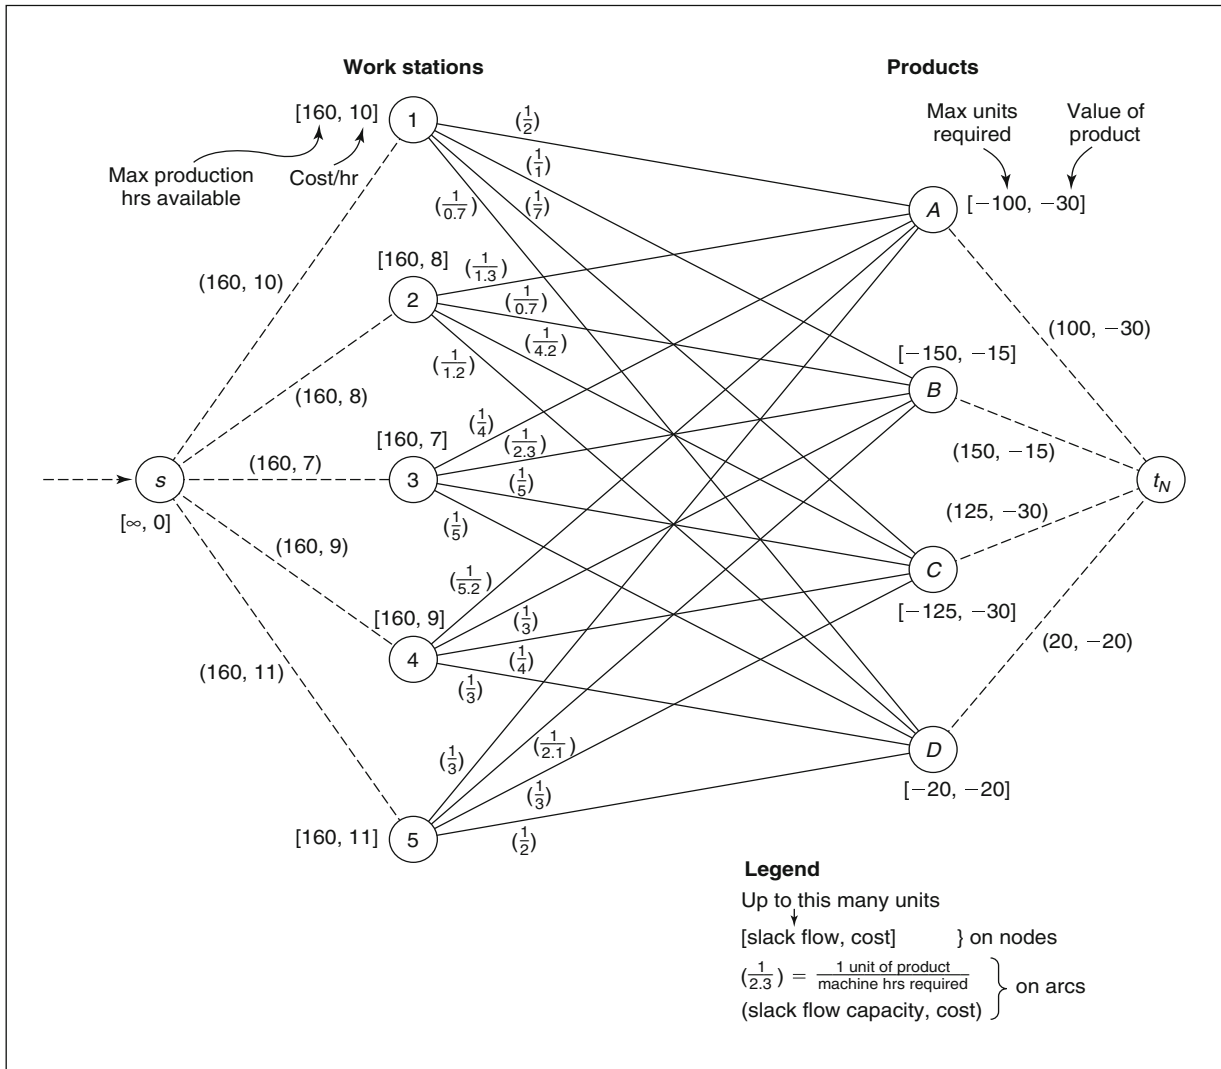 Work stations
Products
[160, 10]
1
(1/2)
Max units
required
Value of
product
Max production
hrs available
Cost/hr
(1/1)
(1/0.7)
(1/7)
A
[−100, −30]
[160, 8]
(1/1.3)
(160, 10)
2
(1/0.7)
(1/4.2)
(1/1.2)
(100, −30)
[−150, −15]
B
(160, 8)
(1/4)
[160, 7]
(1/2.3)
(150, −15)
s
(160, 7)
3
(1/5)
t_N
[∞, 0]
(1/5)
(125, −30)
(160, 9)
(1/5.2)
C
[−125, −30]
[160, 9]
(1/3)
(20, −20)
4
(1/4)
(160, 11)
(1/3)
(1/3)
(1/2.1)
D
[−20, −20]
(1/3)
[160, 11]
5
(1/2)
Legend
Up to this many units
[slack flow, cost] } on nodes
(1/2.3) = 1 unit of product/machine hrs required
on arcs
(slack flow capacity, cost)